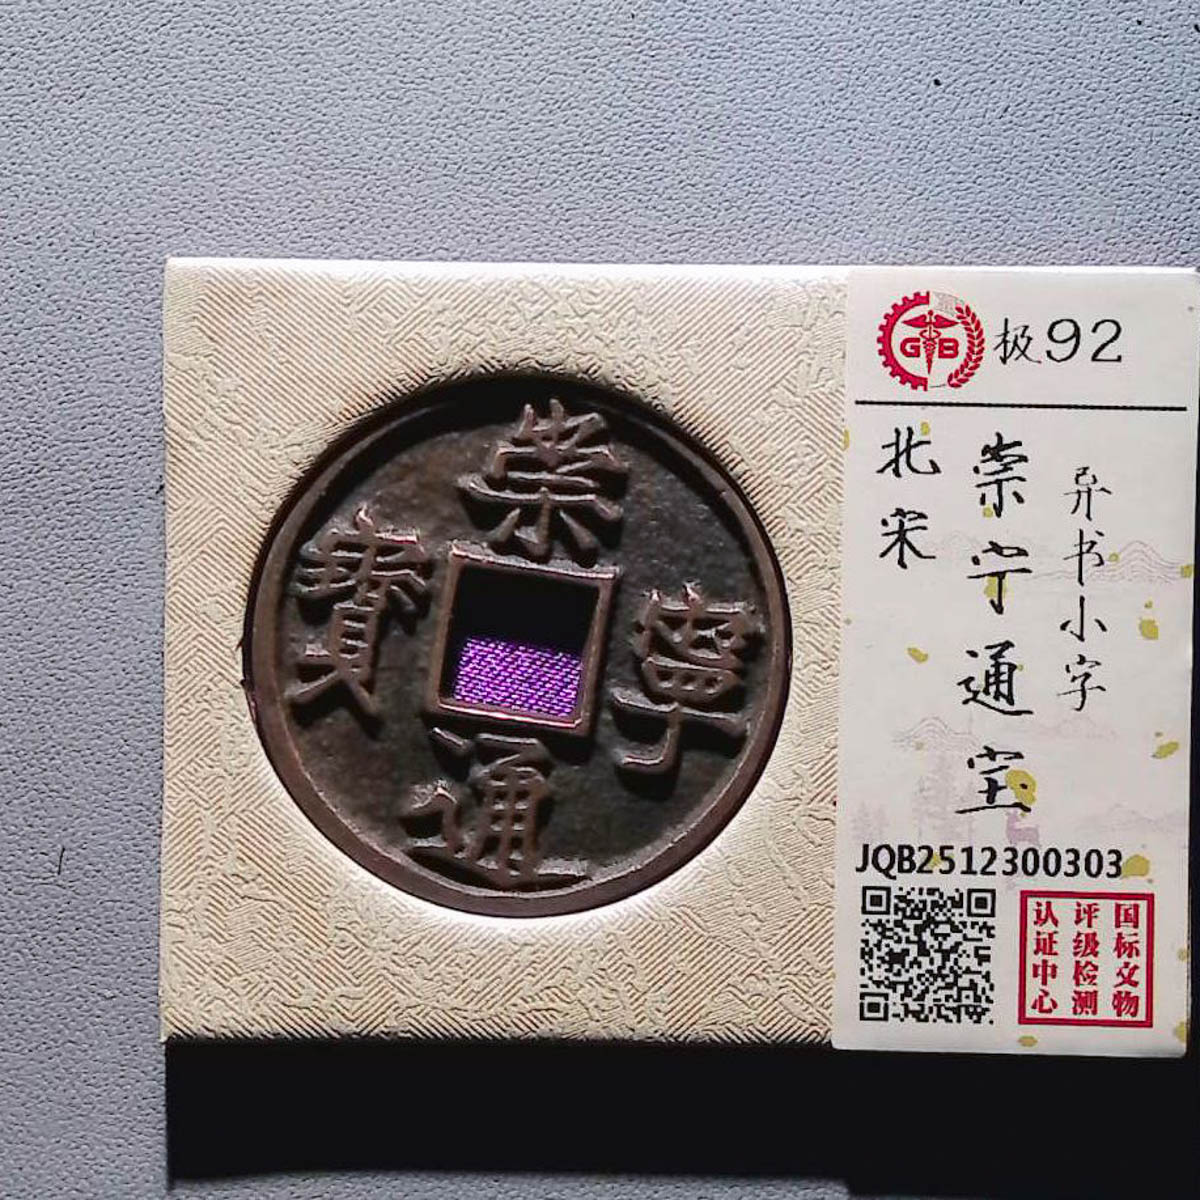 崇寧通寳
GB
极92
北宋
崇宁通宝
异书小字
JQB2512300303
国标文物
评级检测
认证中心